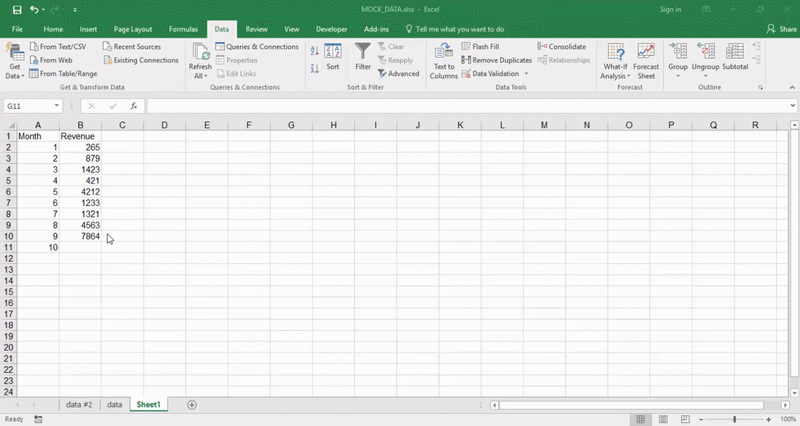 MOCK_DATA.xlsx - Excel
Sign in
File Home Insert Page Layout Formulas Data Review View Developer Add-ins Tell me what you want to do Share
Get Data
From Text/CSV
From Web
From Table/Range
Recent Sources
Existing Connections
Get & Transform Data
Refresh All
Queries & Connections
Properties
Edit Links
Queries & Connections
Sort
Filter
Clear
Reapply
Advanced
Sort & Filter
Text to Columns
Flash Fill
Remove Duplicates
Data Validation
Consolidate
Relationships
Data Tools
What-If Analysis
Forecast Sheet
Forecast
Group
Ungroup
Subtotal
Outline
G11 fx
A B C D E F G H I J K L M N O P Q R
1 Month Revenue
2 1 265
3 2 879
4 3 1423
5 4 421
6 5 4212
7 6 1233
8 7 1321
9 8 4563
10 9 7864
11 10
12
13
14
15
16
17
18
19
20
21
22
23
24
data #2 data Sheet1
Ready 100%